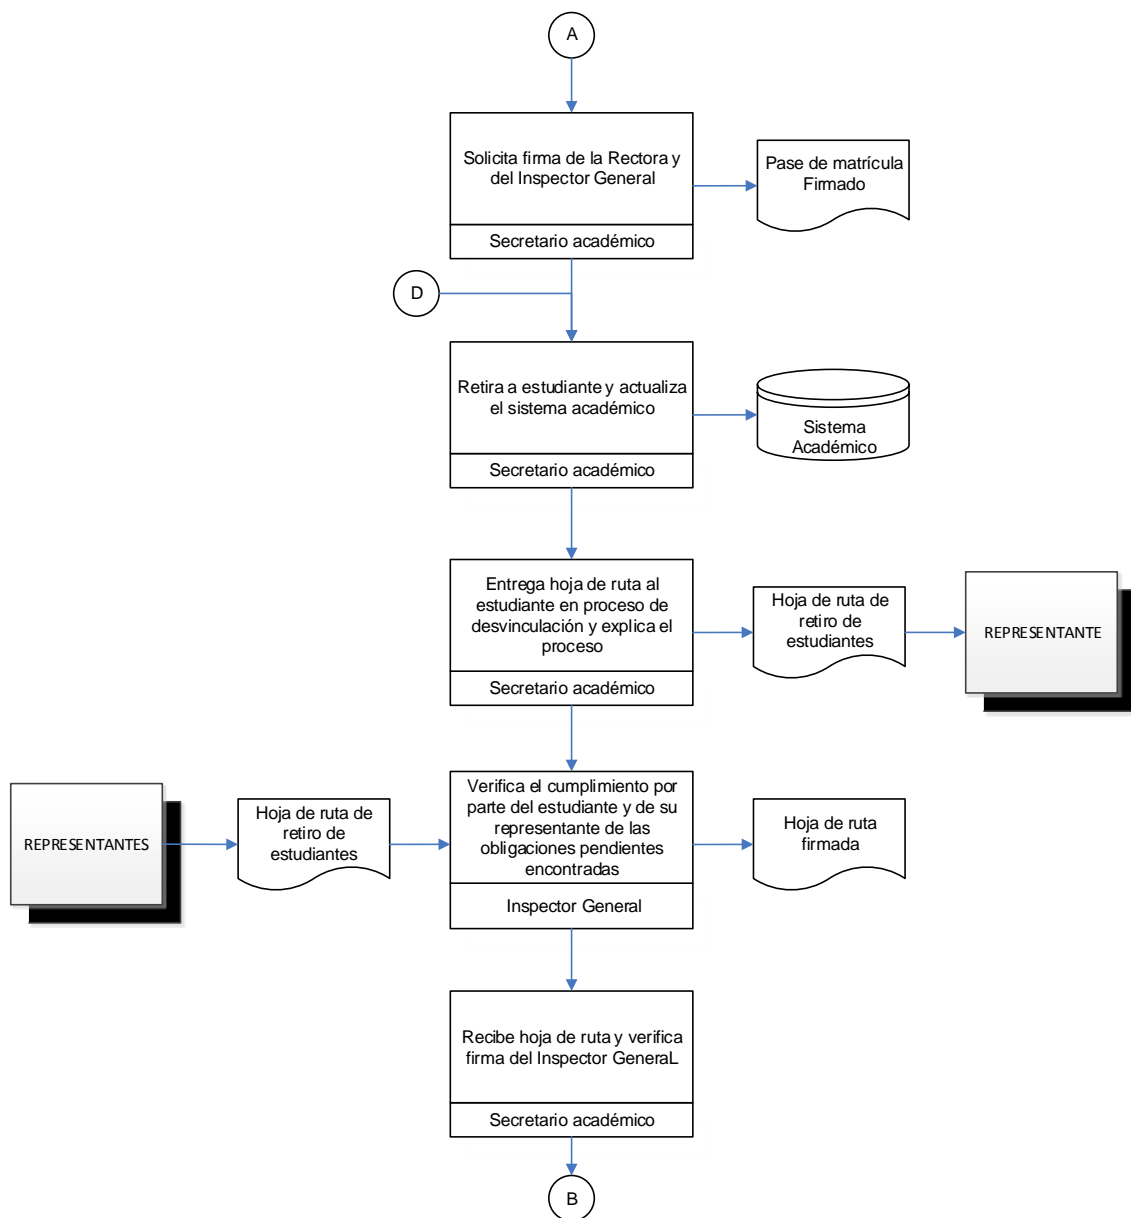 A
Solicita firma de la Rectora y
del Inspector General
Secretario académico
Pase de matrícula
Firmado
D
Retira a estudiante y actualiza
el sistema académico
Secretario académico
Sistema
Académico
Entrega hoja de ruta al
estudiante en proceso de
desvinculación y explica el
proceso
Secretario académico
Hoja de ruta de
retiro de
estudiantes
REPRESENTANTE
REPRESENTANTES
Hoja de ruta de
retiro de
estudiantes
Verifica el cumplimiento por
parte del estudiante y de su
representante de las
obligaciones pendientes
encontradas
Inspector General
Hoja de ruta
firmada
Recibe hoja de ruta y verifica
firma del Inspector GeneraL
Secretario académico
B